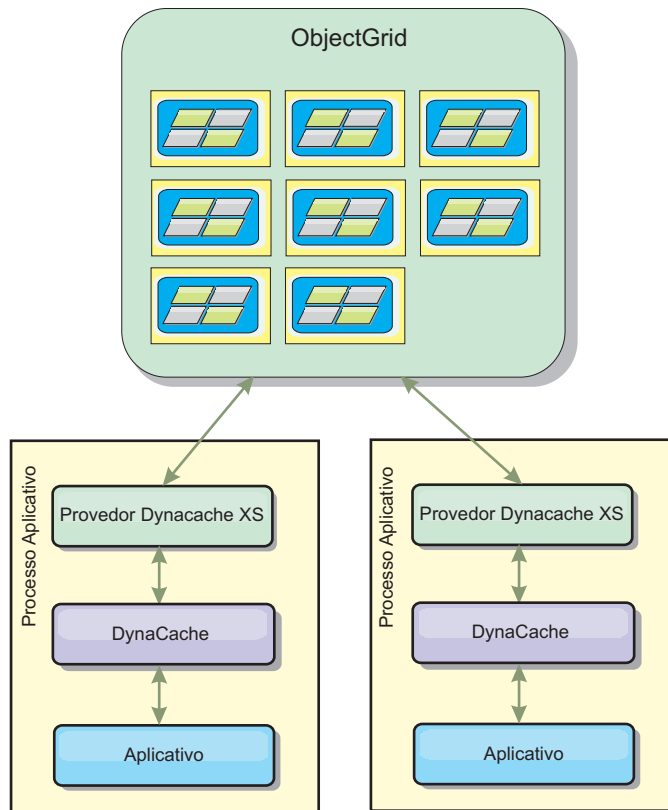 ObjectGrid
Processo Aplicativo
Provedor Dynacache XS
DynaCache
Aplicativo
Processo Aplicativo
Provedor Dynacache XS
DynaCache
Aplicativo